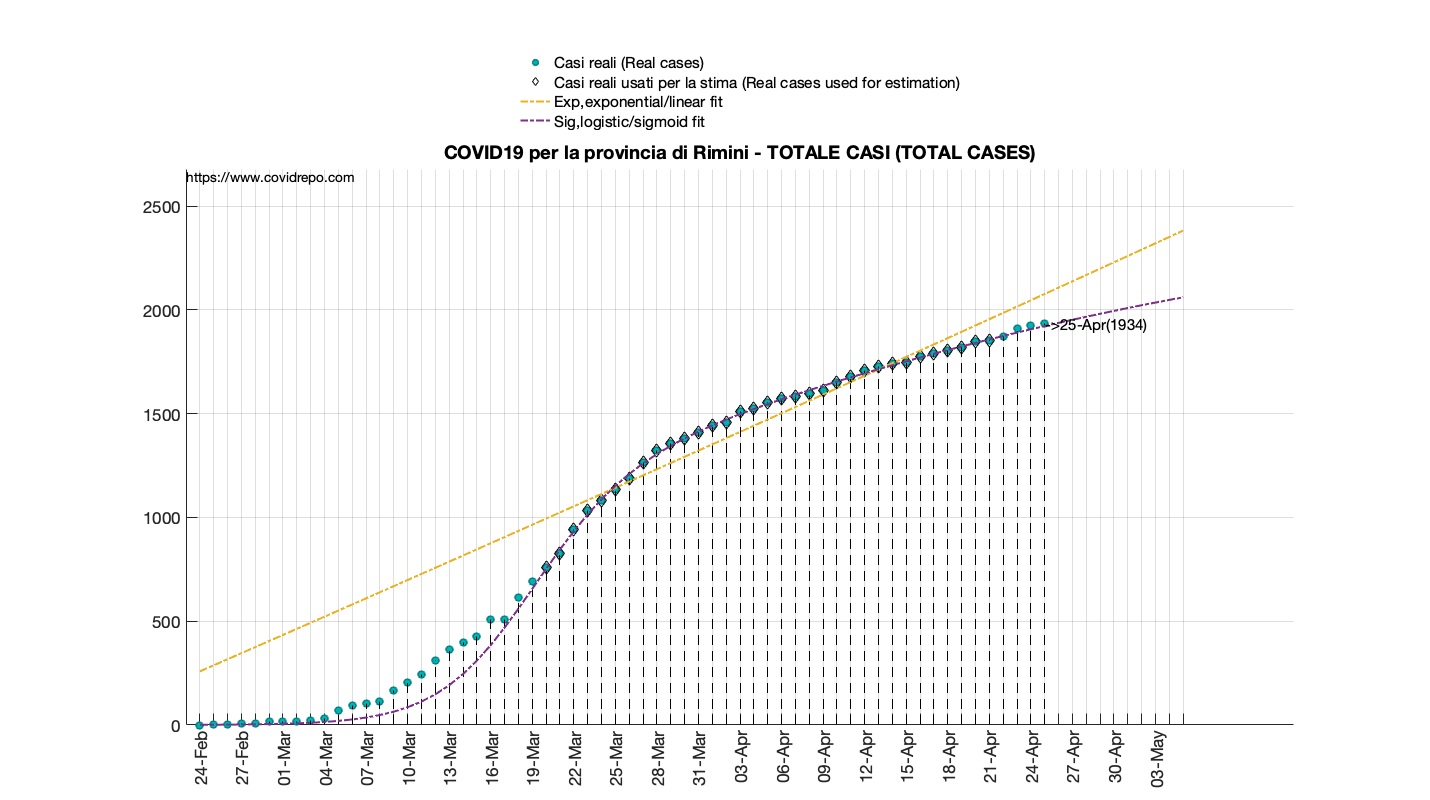 Casi reali (Real cases)
Casi reali usati per la stima (Real cases used for estimation)
Exp,exponential/linear fit
Sig,logistic/sigmoid fit
COVID19 per la provincia di Rimini - TOTALE CASI (TOTAL CASES)
https://www.covidrepo.com
2500
2000
>25-Apr(1934)
1500
1000
500
0
24-Feb
27-Feb
01-Mar
04-Mar
07-Mar
10-Mar
13-Mar
16-Mar
19-Mar
22-Mar
25-Mar
28-Mar
31-Mar
03-Apr
06-Apr
09-Apr
12-Apr
15-Apr
18-Apr
21-Apr
24-Apr
27-Apr
30-Apr
03-May